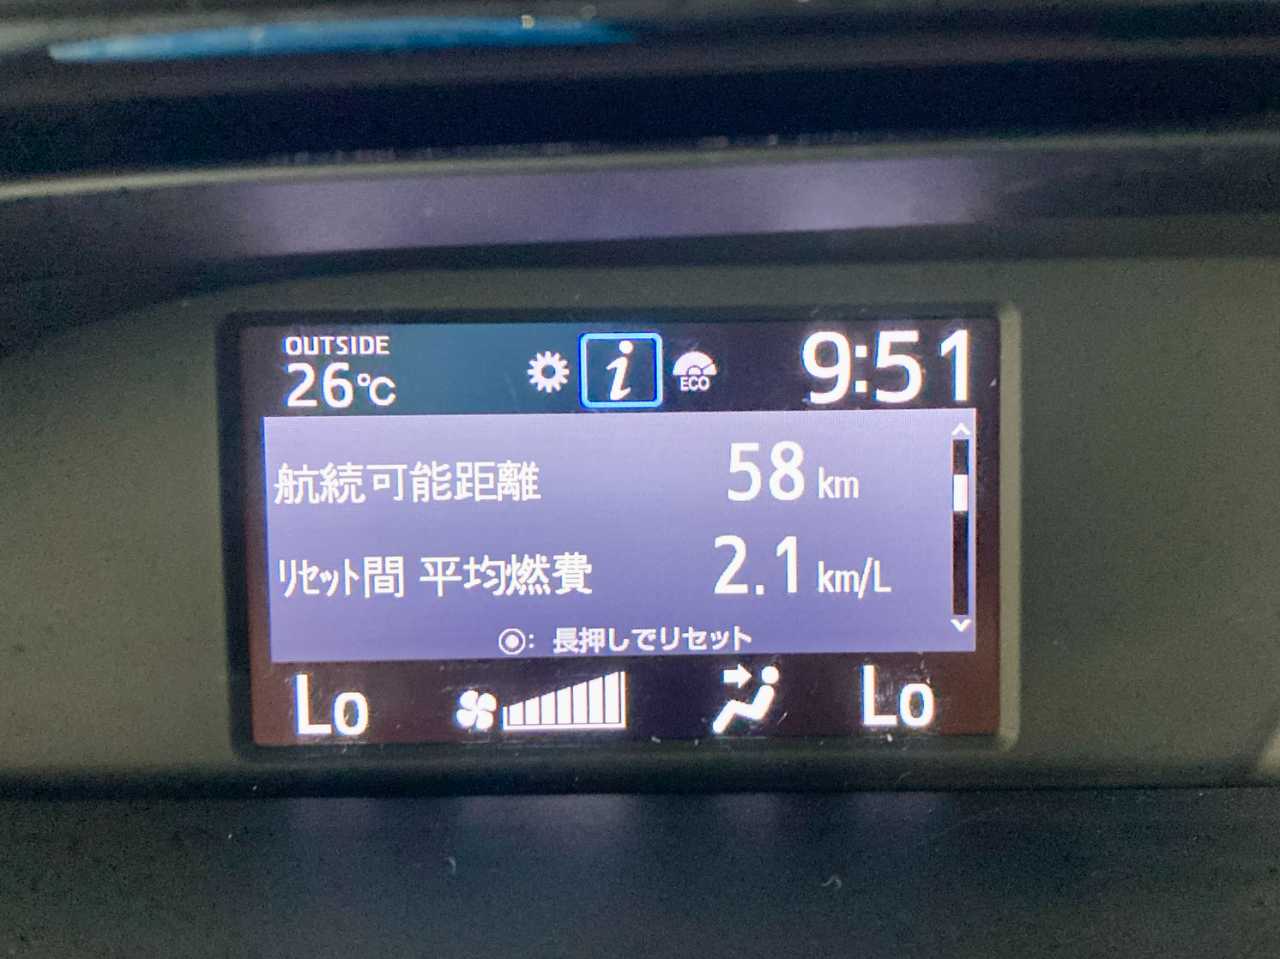 OUTSIDE
26℃
i
ECO
9:51
航続可能距離 58 km
ﾘｾｯﾄ間 平均燃費 2.1 km/L
◉: 長押しでリセット
Lo
Lo